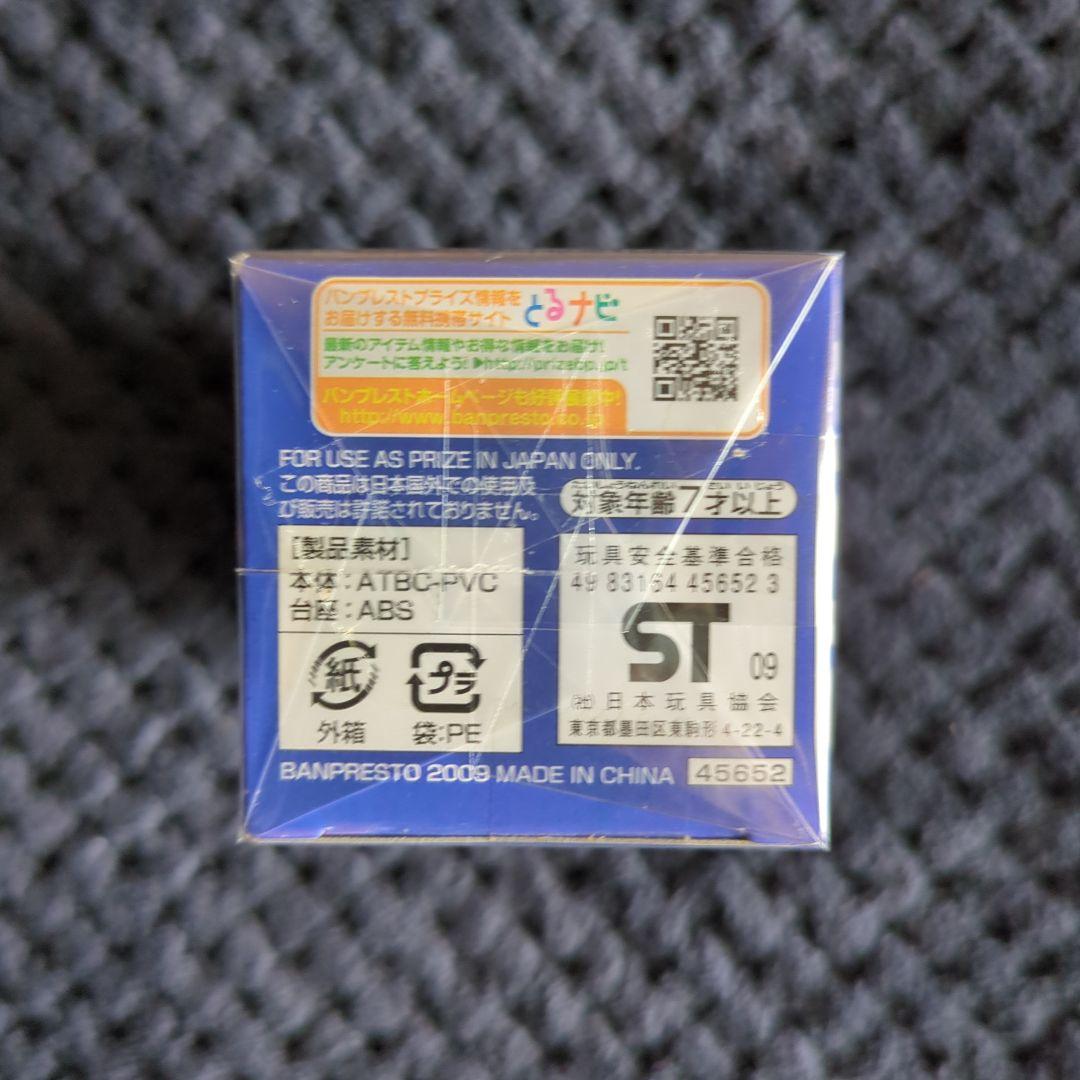 バンプレストプライズ情報を
お届けする無料携帯サイト
とるナビ
最新のアイテム情報やお得な情報をお届け!
アンケートに答えよう!
バンプレストホームページも
http://www.banpresto.co.jp
FOR USE AS PRIZE IN JAPAN ONLY.
この商品は日本国外での使用及
び販売は許諾されておりません。
対象年齢7才以上
[製品素材]
本体:ATBC-PVC
台座:ABS
紙
プラ
外箱
袋:PE
玩具安全基準合格
49 83164 45652 3
ST
09
(社)日本玩具協会
東京都墨田区東駒形4-22-4
BANPRESTO 2009 MADE IN CHINA
45652